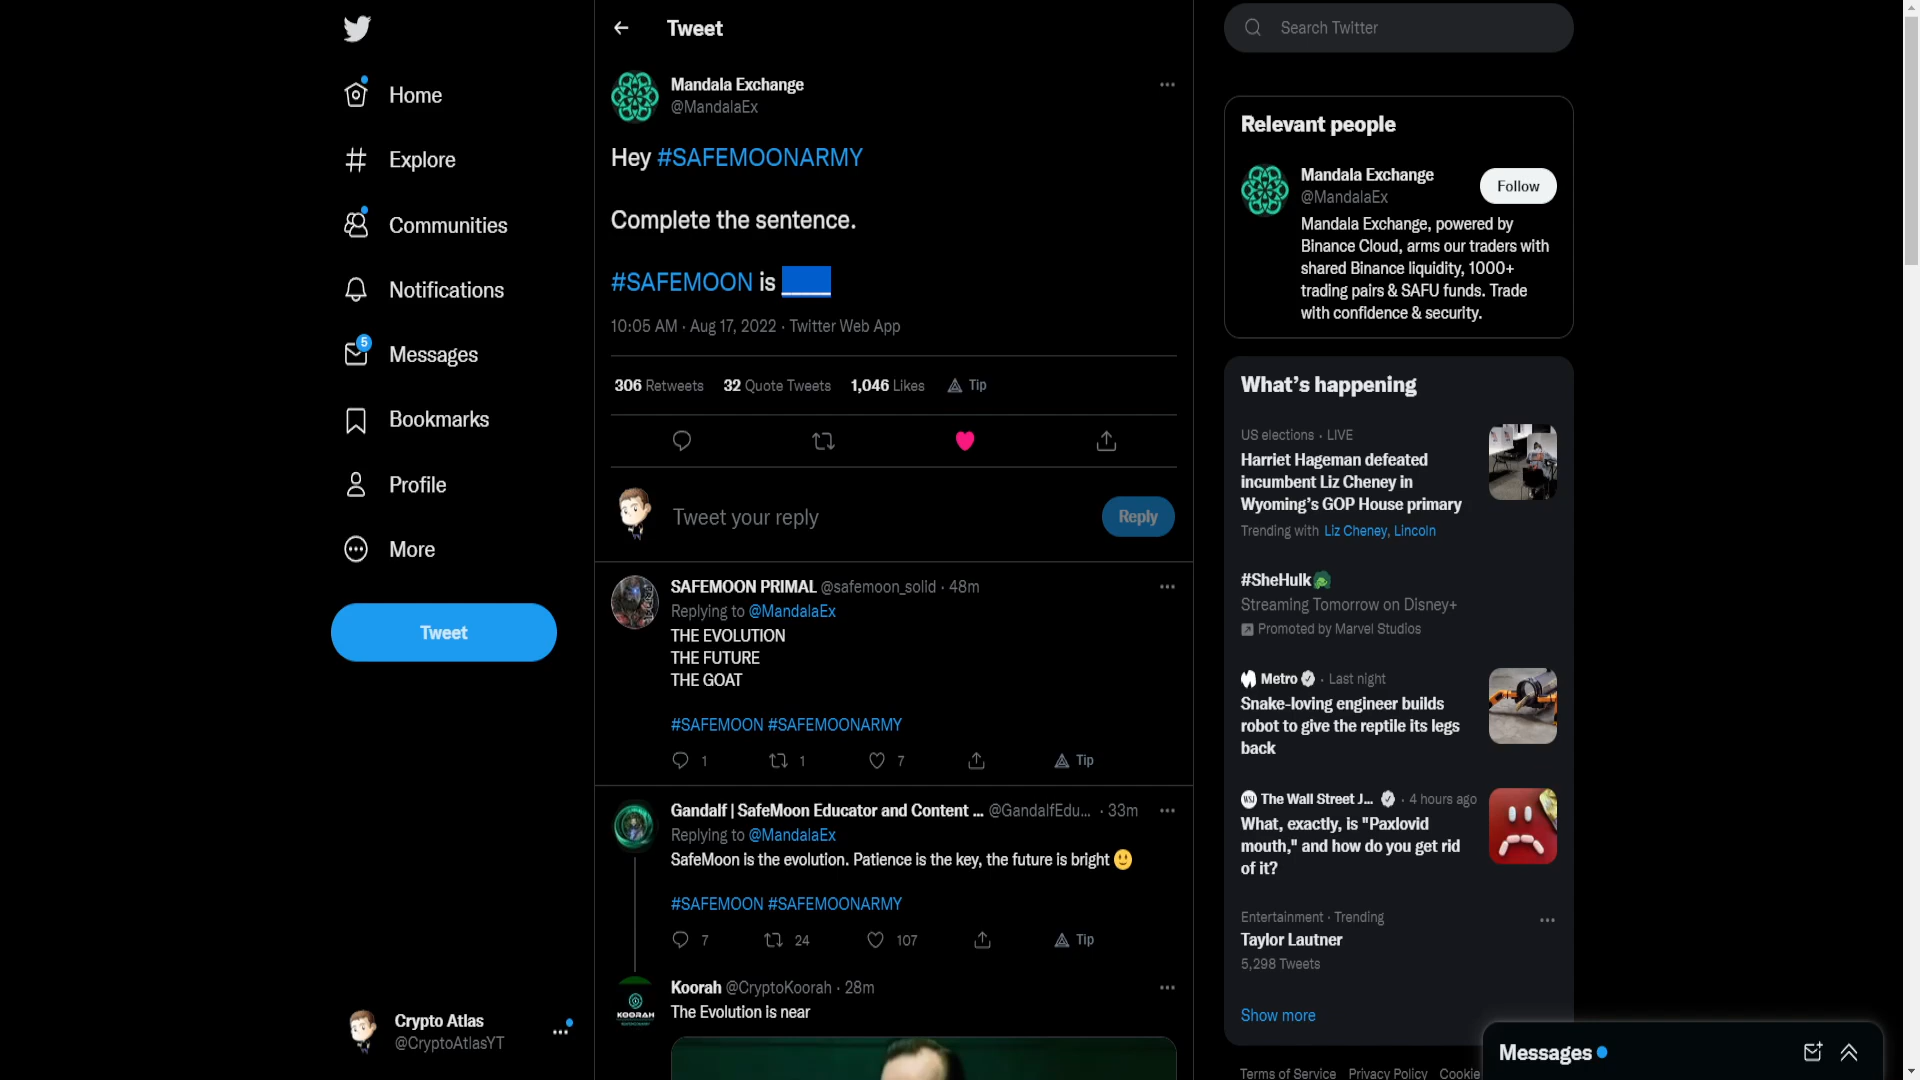 Home
Explore
Communities
Notifications
5
Messages
Bookmarks
Profile
More
Tweet
Crypto Atlas
@CryptoAtlasYT
Tweet
Mandala Exchange
@MandalaEx
Hey #SAFEMOONARMY
Complete the sentence.
#SAFEMOON is ____
10:05 AM · Aug 17, 2022 · Twitter Web App
306 Retweets 32 Quote Tweets 1,046 Likes Tip
Tweet your reply
Reply
SAFEMOON PRIMAL @safemoon_solid · 48m
Replying to @MandalaEx
THE EVOLUTION
THE FUTURE
THE GOAT
#SAFEMOON #SAFEMOONARMY
1 1 7 Tip
Gandalf | SafeMoon Educator and Content ... @GandalfEdu... · 33m
Replying to @MandalaEx
SafeMoon is the evolution. Patience is the key, the future is bright 🙂
#SAFEMOON #SAFEMOONARMY
7 24 107 Tip
KOORAH
Koorah @CryptoKoorah · 28m
The Evolution is near
Search Twitter
Relevant people
Mandala Exchange
@MandalaEx
Follow
Mandala Exchange, powered by
Binance Cloud, arms our traders with
shared Binance liquidity, 1000+
trading pairs & SAFU funds. Trade
with confidence & security.
What's happening
US elections · LIVE
Harriet Hageman defeated
incumbent Liz Cheney in
Wyoming's GOP House primary
Trending with Liz Cheney, Lincoln
#SheHulk
Streaming Tomorrow on Disney+
Promoted by Marvel Studios
Metro · Last night
Snake-loving engineer builds
robot to give the reptile its legs
back
WSJ The Wall Street J... · 4 hours ago
What, exactly, is "Paxlovid
mouth," and how do you get rid
of it?
Entertainment · Trending
Taylor Lautner
5,298 Tweets
Show more
Messages
Terms of Service Privacy Policy Cookie